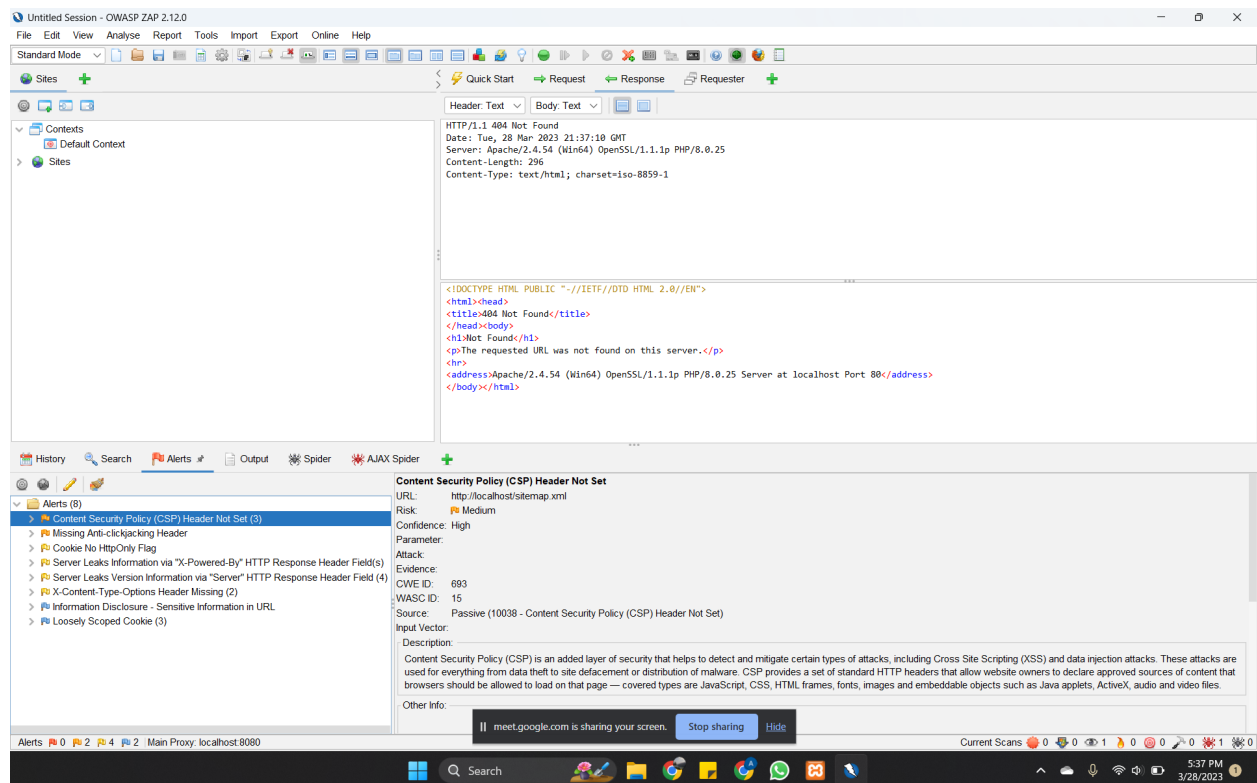 Untitled Session - OWASP ZAP 2.12.0
File Edit View Analyse Report Tools Import Export Online Help
Standard Mode
Sites
Quick Start Request Response Requester
Header: Text Body: Text
Contexts
Default Context
Sites
HTTP/1.1 404 Not Found
Date: Tue, 28 Mar 2023 21:37:10 GMT
Server: Apache/2.4.54 (Win64) OpenSSL/1.1.1p PHP/8.0.25
Content-Length: 296
Content-Type: text/html; charset=iso-8859-1
<!DOCTYPE HTML PUBLIC "-//IETF//DTD HTML 2.0//EN">
<html><head>
<title>404 Not Found</title>
</head><body>
<h1>Not Found</h1>
<p>The requested URL was not found on this server.</p>
<hr>
<address>Apache/2.4.54 (Win64) OpenSSL/1.1.1p PHP/8.0.25 Server at localhost Port 80</address>
</body></html>
History Search Alerts Output Spider AJAX Spider
Alerts (8)
Content Security Policy (CSP) Header Not Set (3)
Missing Anti-clickjacking Header
Cookie No HttpOnly Flag
Server Leaks Information via "X-Powered-By" HTTP Response Header Field(s)
Server Leaks Version Information via "Server" HTTP Response Header Field (4)
X-Content-Type-Options Header Missing (2)
Information Disclosure - Sensitive Information in URL
Loosely Scoped Cookie (3)
Content Security Policy (CSP) Header Not Set
URL: http://localhost/sitemap.xml
Risk: Medium
Confidence: High
Parameter:
Attack:
Evidence:
CWE ID: 693
WASC ID: 15
Source: Passive (10038 - Content Security Policy (CSP) Header Not Set)
Input Vector:
Description:
Content Security Policy (CSP) is an added layer of security that helps to detect and mitigate certain types of attacks, including Cross Site Scripting (XSS) and data injection attacks. These attacks are
used for everything from data theft to site defacement or distribution of malware. CSP provides a set of standard HTTP headers that allow website owners to declare approved sources of content that
browsers should be allowed to load on that page — covered types are JavaScript, CSS, HTML frames, fonts, images and embeddable objects such as Java applets, ActiveX, audio and video files.
Other Info:
meet.google.com is sharing your screen. Stop sharing Hide
Alerts 0 2 4 2 Main Proxy: localhost:8080
Current Scans 0 0 1 0 0 0 1 0
Search
5:37 PM
3/28/2023
1